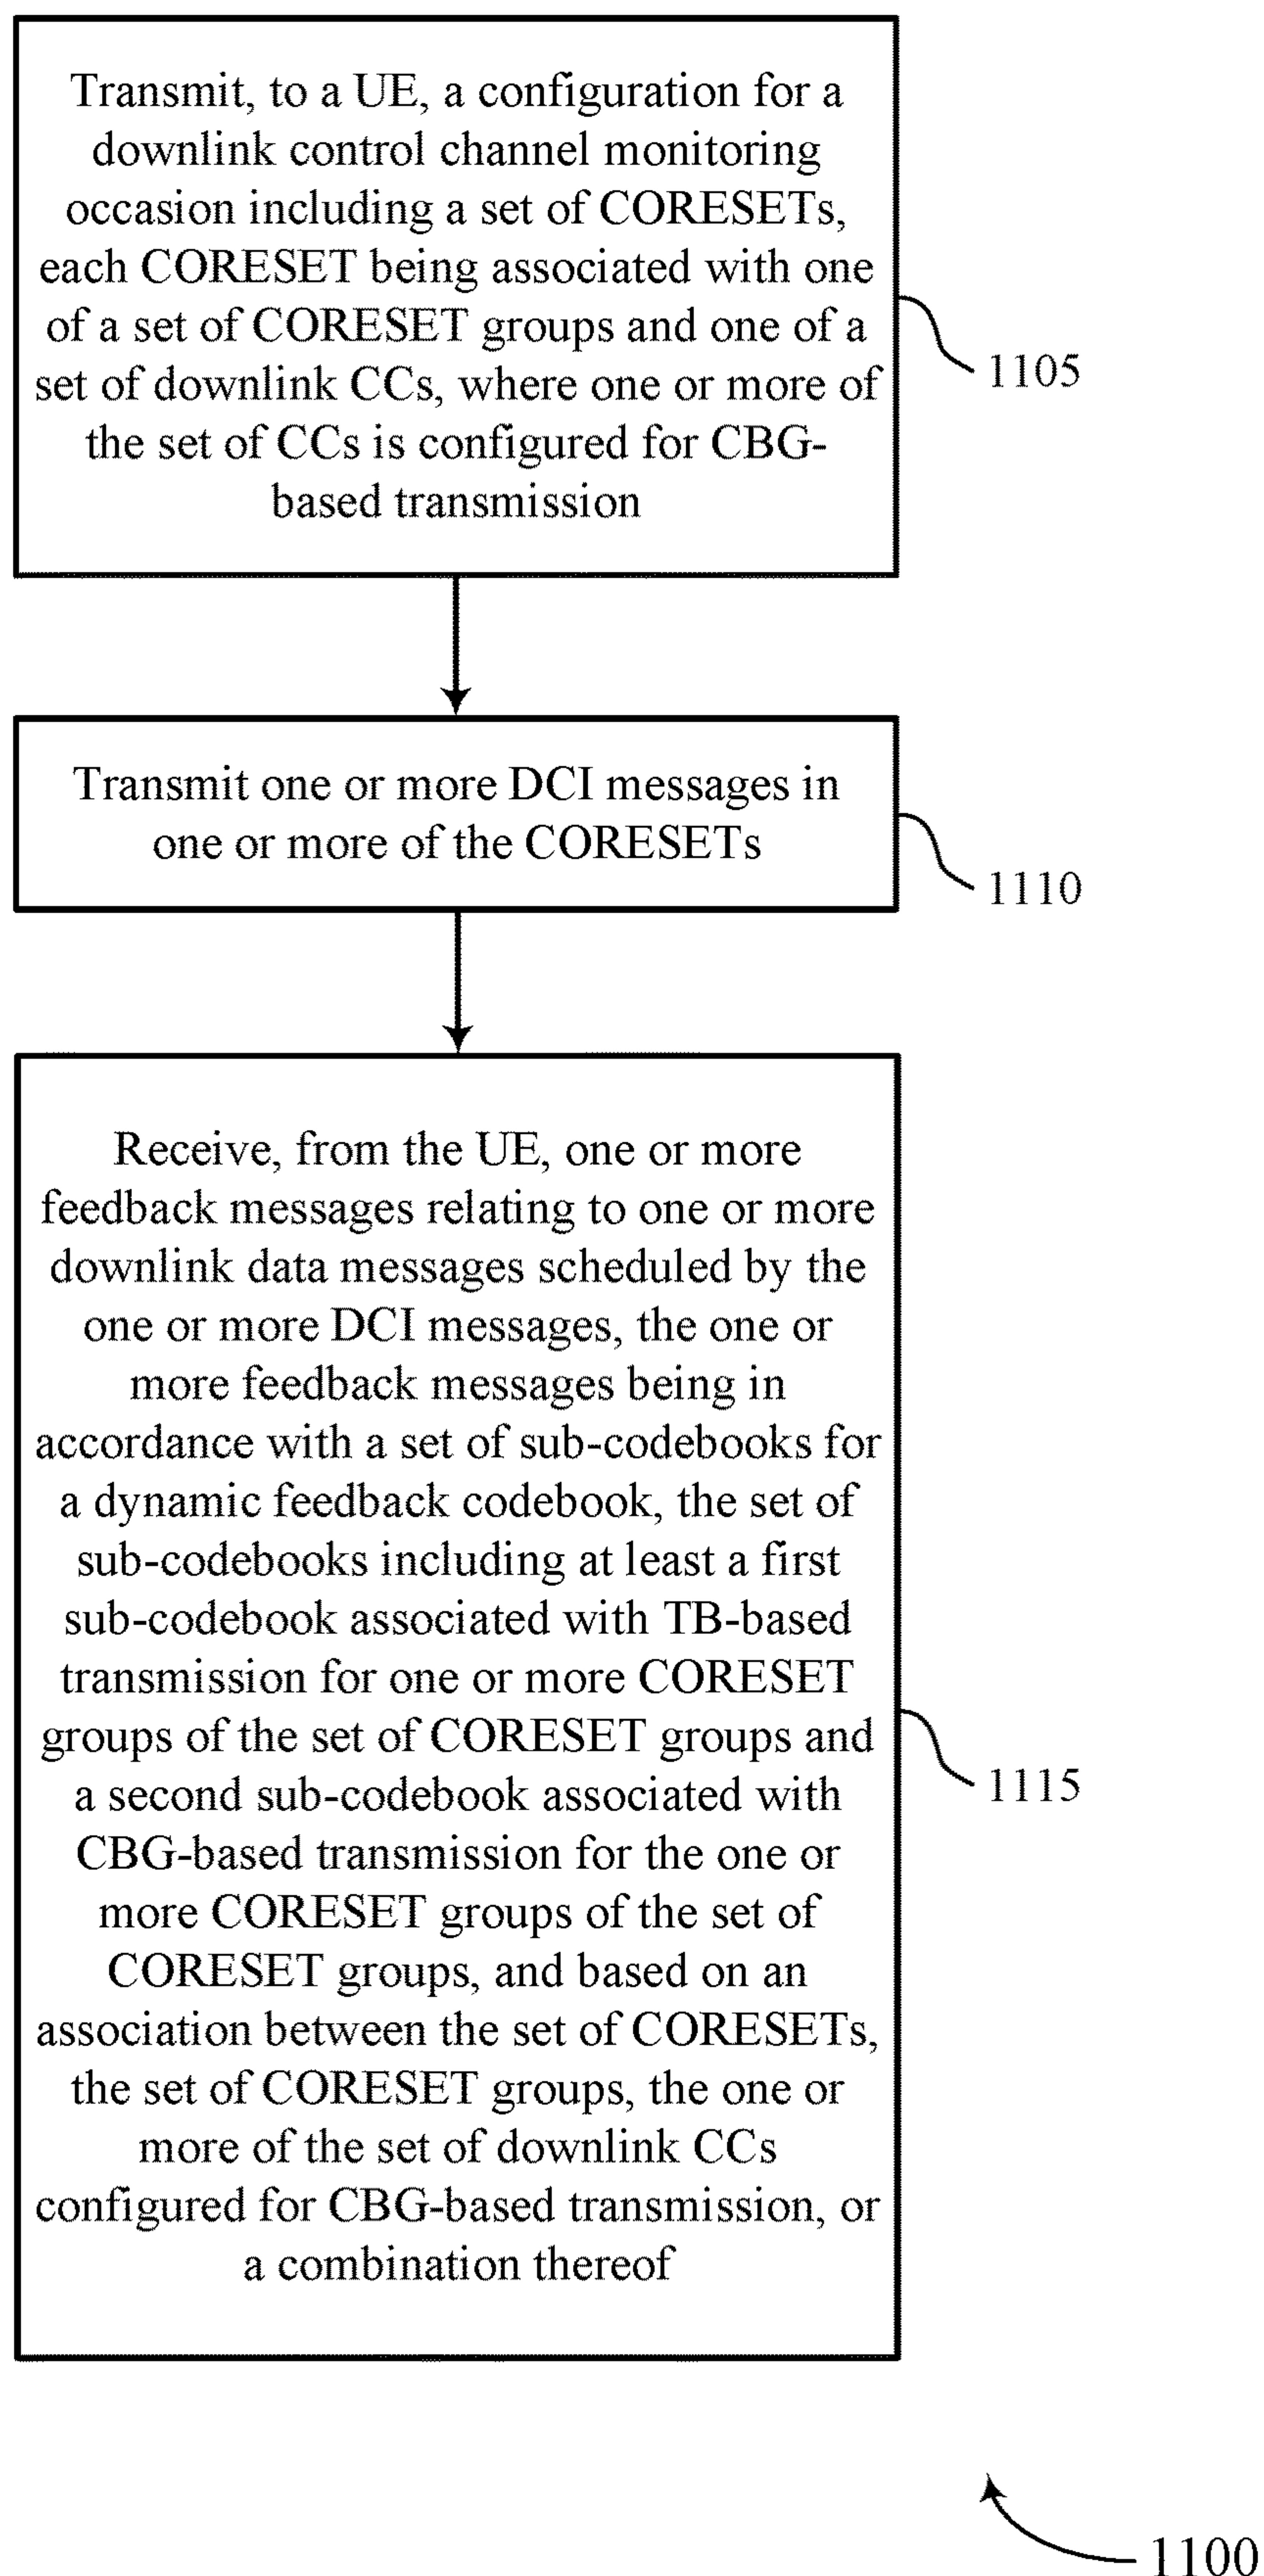 Transmit, to a UE, a configuration for a
downlink control channel monitoring
occasion including a set of CORESETs,
each CORESET being associated with one
of a set of CORESET groups and one of a
set of downlink CCs, where one or more of
the set of CCs is configured for CBG-
based transmission
1105
Transmit one or more DCI messages in
one or more of the CORESETs
1110
Receive, from the UE, one or more
feedback messages relating to one or more
downlink data messages scheduled by the
one or more DCI messages, the one or
more feedback messages being in
accordance with a set of sub-codebooks for
a dynamic feedback codebook, the set of
sub-codebooks including at least a first
sub-codebook associated with TB-based
transmission for one or more CORESET
groups of the set of CORESET groups and
a second sub-codebook associated with
CBG-based transmission for the one or
more CORESET groups of the set of
CORESET groups, and based on an
association between the set of CORESETs,
the set of CORESET groups, the one or
more of the set of downlink CCs
configured for CBG-based transmission, or
a combination thereof
1115
1100